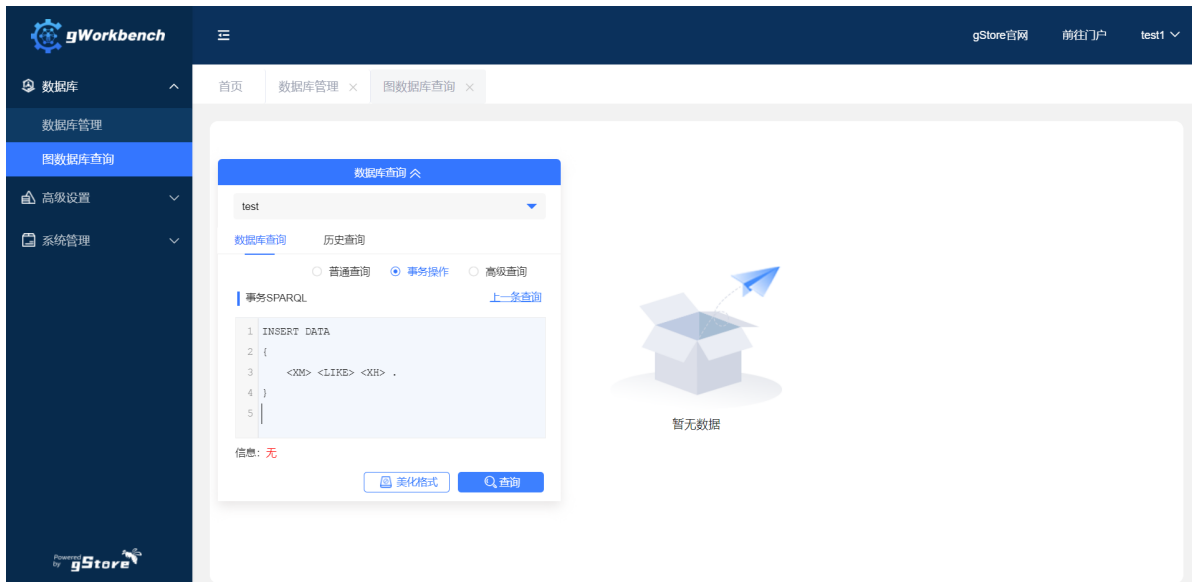 gWorkbench
gStore官网 前往门户 test1
数据库
首页 数据库管理 × 图数据库查询 ×
数据库管理
图数据库查询
高级设置
系统管理
数据库查询
test
数据库查询 历史查询
普通查询 事务操作 高级查询
事务SPARQL 上一条查询
1 INSERT DATA
2 {
3 <XM> <LIKE> <XH> .
4 }
5
信息: 无
美化格式 查询
暂无数据
Powered by gStore